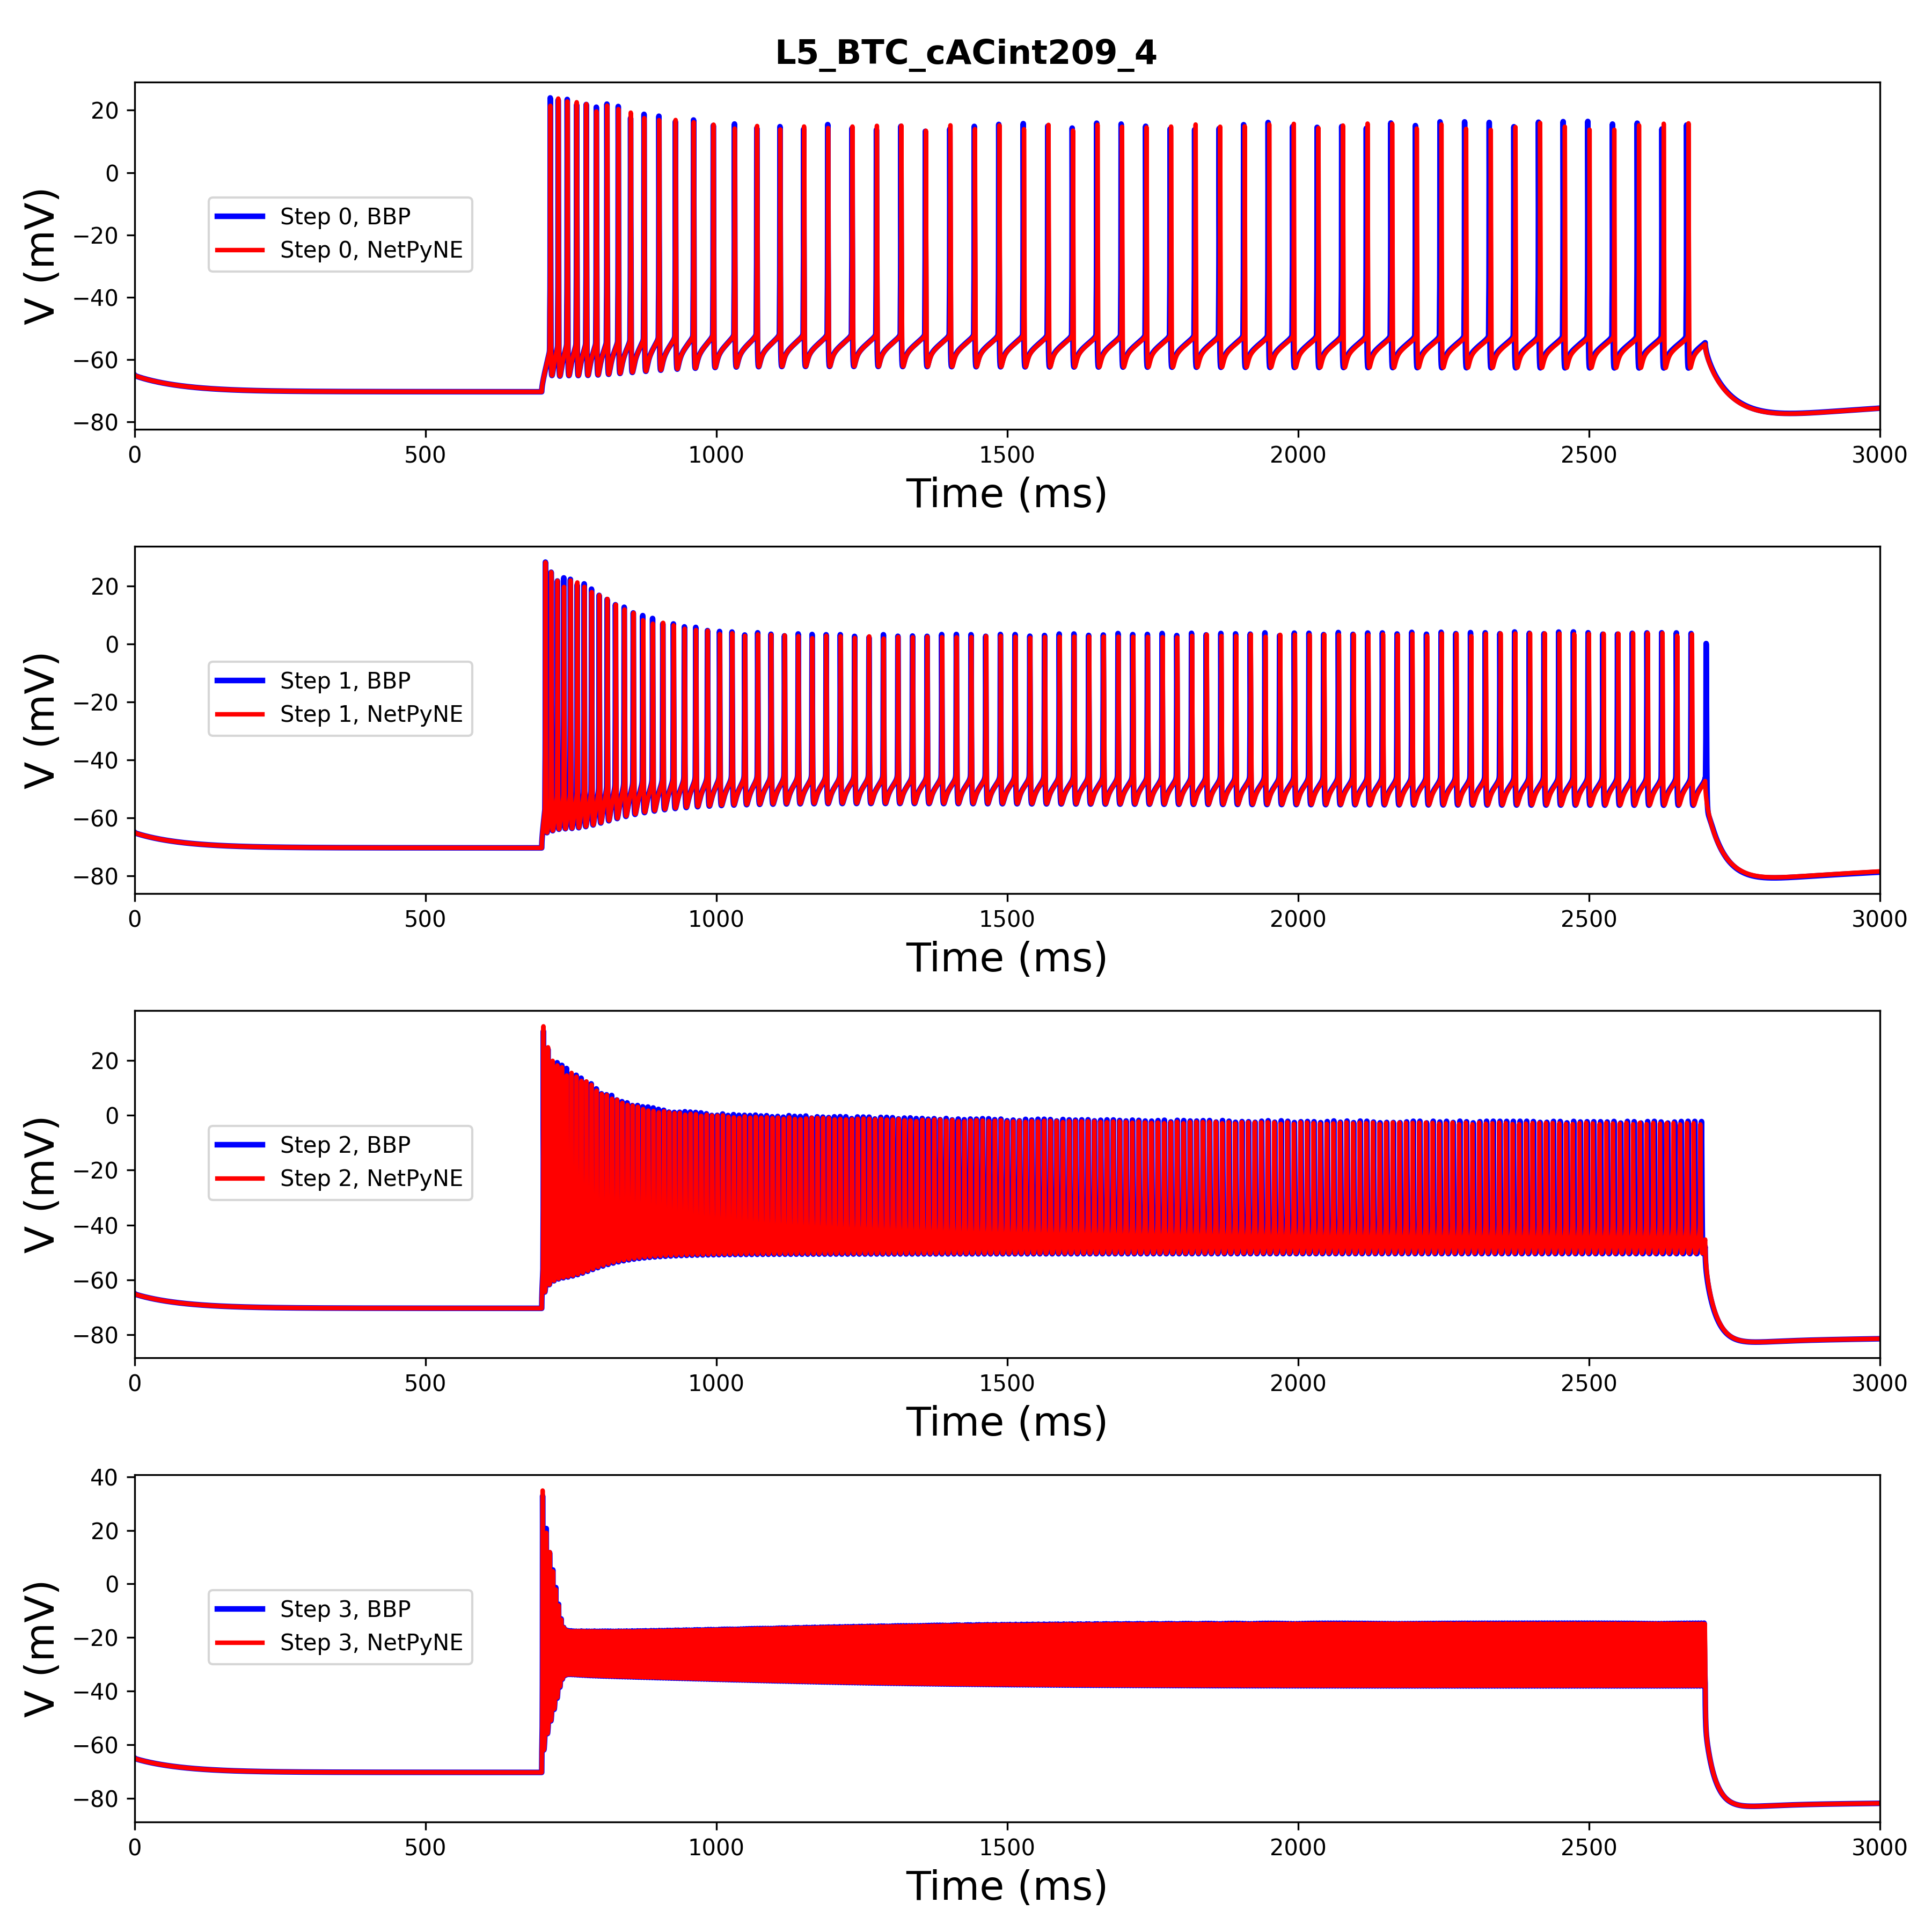 L5_BTC_cACint209_4
20
0
−20
−40
−60
−80
V (mV)
Step 0, BBP
Step 0, NetPyNE
0 500 1000 1500 2000 2500 3000
Time (ms)
20
0
−20
−40
−60
−80
V (mV)
Step 1, BBP
Step 1, NetPyNE
0 500 1000 1500 2000 2500 3000
Time (ms)
20
0
−20
−40
−60
−80
V (mV)
Step 2, BBP
Step 2, NetPyNE
0 500 1000 1500 2000 2500 3000
Time (ms)
40
20
0
−20
−40
−60
−80
V (mV)
Step 3, BBP
Step 3, NetPyNE
0 500 1000 1500 2000 2500 3000
Time (ms)